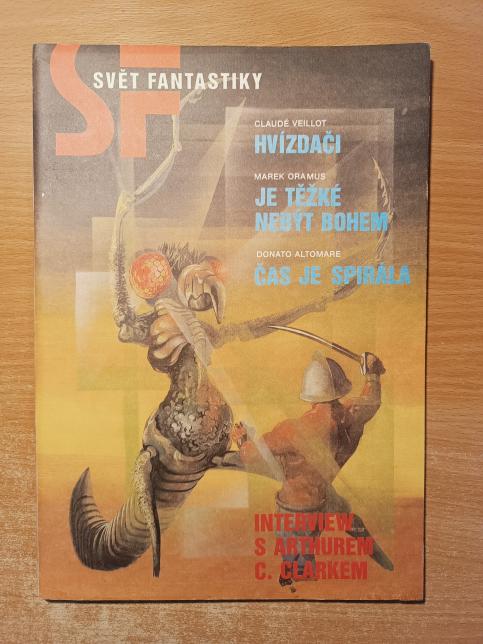 SF
SVĚT FANTASTIKY
CLAUDE VEILLOT
HVÍZDAČI
MAREK ORAMUS
JE TĚŽKÉ
NEBÝT BOHEM
DONATO ALTOMARE
ČAS JE SPIRÁLA
INTERVIEW
S ARTHUREM
C. CLARKEM